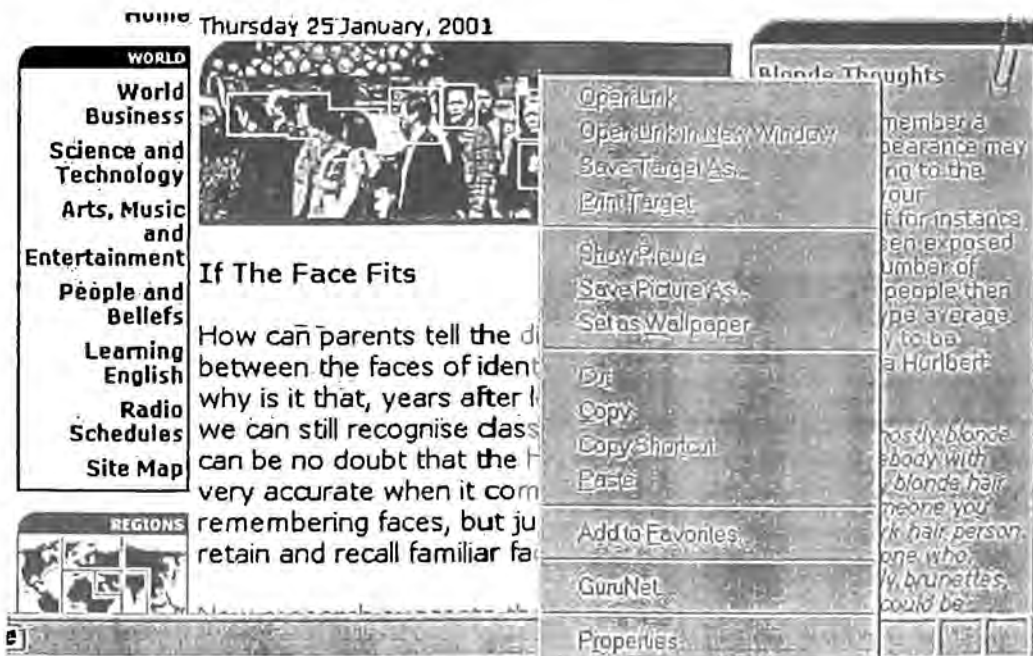 Home
Thursday 25 January, 2001
WORLD
World
Business
Science and
Technology
Arts, Music
and
Entertainment
People and
Beliefs
Learning
English
Radio
Schedules
Site Map
REGIONS
If The Face Fits
How can parents tell the di
between the faces of ident
why is it that, years after l
we can still recognise class
can be no doubt that the h
very accurate when it com
remembering faces, but ju
retain and recall familiar fa
Open Link
Open Link in New Window
Save Target As...
Print Target
Show Picture
Save Picture As...
Set as Wallpaper
Cut
Copy
Copy Shortcut
Paste
Add to Favorites...
GuruNet...
Properties
Blonde Thoughts
member a
pearance may
ng to the
your
f for instance
en exposed
umber of
people then
ype average
y to be
a Hurlbert
mostly blonde
ebody with
y blonde hair
meone you
rk hair person
one who
ly brunettes,
could be